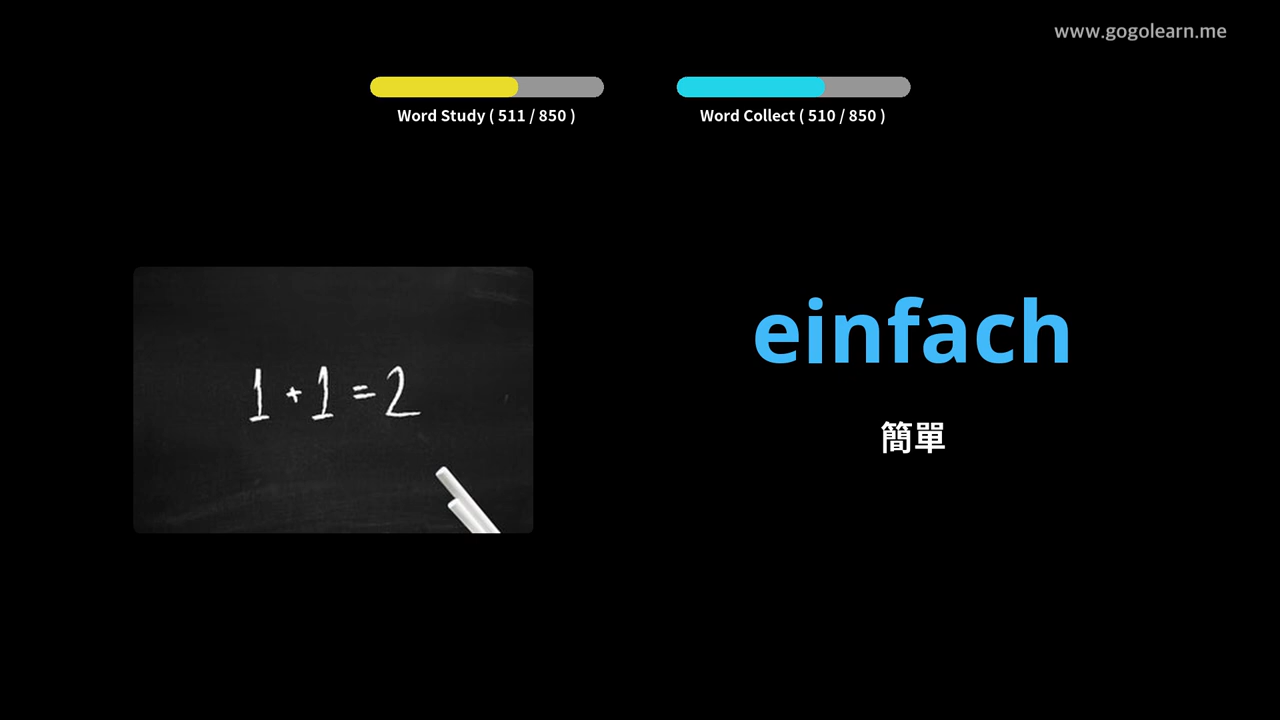 www.gogolearn.me
Word Study ( 511 / 850 )
Word Collect ( 510 / 850 )
1 + 1 = 2
einfach
簡單